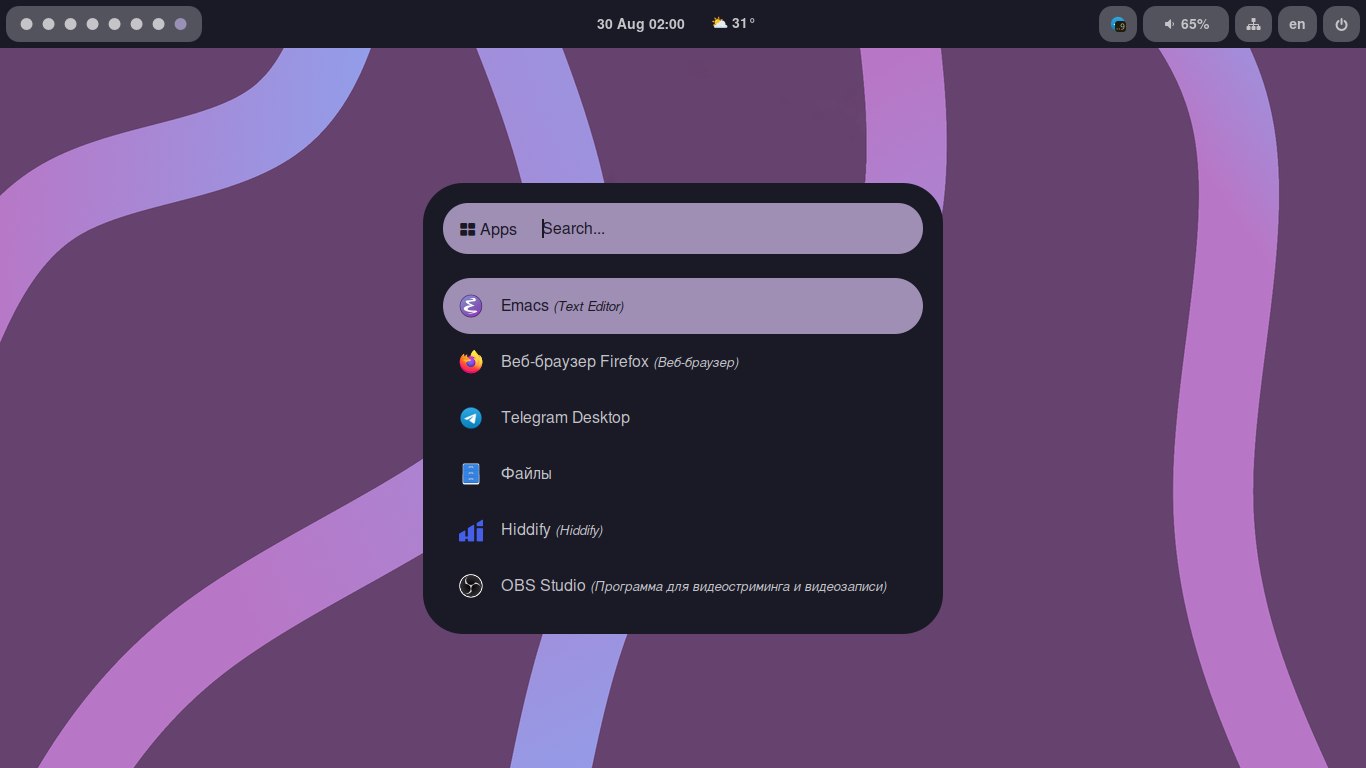 30 Aug 02:00 31°
..9 65% en
Apps Search...
Emacs (Text Editor)
Веб-браузер Firefox (Веб-браузер)
Telegram Desktop
Файлы
Hiddify (Hiddify)
OBS Studio (Программа для видеостриминга и видеозаписи)